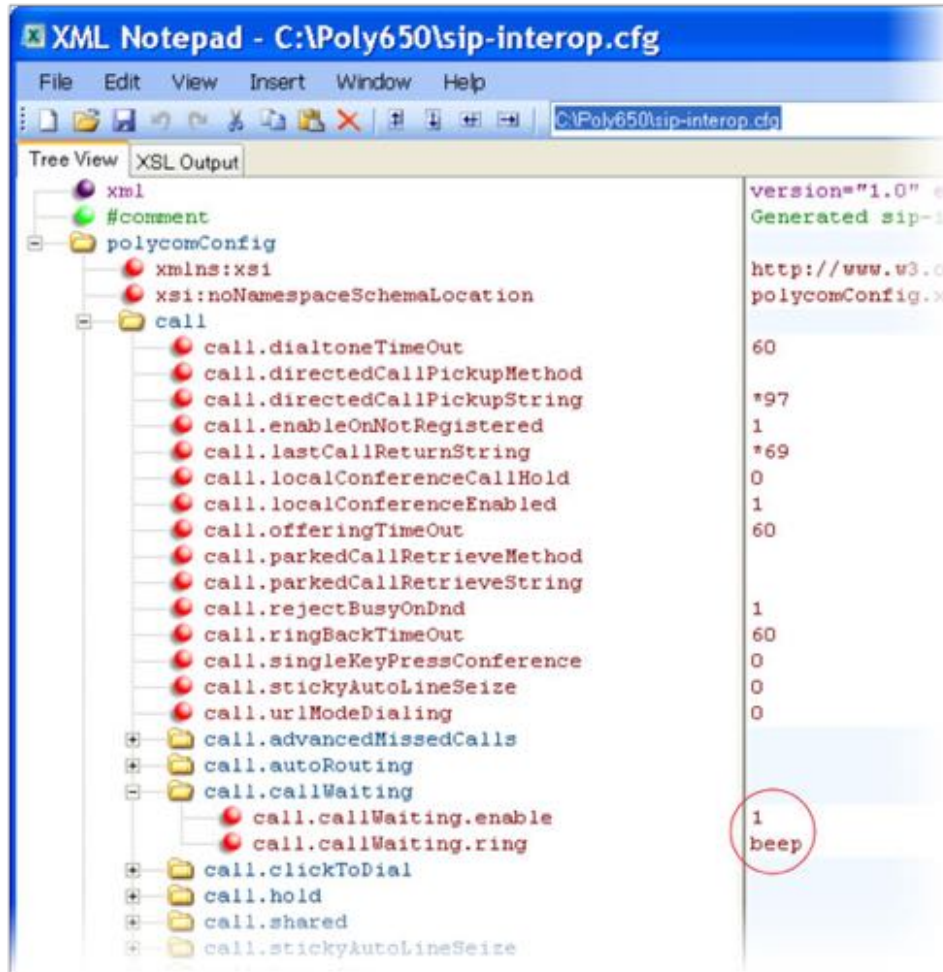 XML Notepad - C:\Poly650\sip-interop.cfg
File Edit View Insert Window Help
C:\Poly650\sip-interop.cfg
Tree View XSL Output
xml version="1.0"
#comment Generated sip-i
polycomConfig
xmlns:xsi http://www.w3.o
xsi:noNamespaceSchemaLocation polycomConfig.x
call
call.dialtoneTimeOut 60
call.directedCallPickupMethod
call.directedCallPickupString *97
call.enableOnNotRegistered 1
call.lastCallReturnString *69
call.localConferenceCallHold 0
call.localConferenceEnabled 1
call.offeringTimeOut 60
call.parkedCallRetrieveMethod
call.parkedCallRetrieveString
call.rejectBusyOnDnd 1
call.ringBackTimeOut 60
call.singleKeyPressConference 0
call.stickyAutoLineSeize 0
call.urlModeDialing 0
call.advancedMissedCalls
call.autoRouting
call.callWaiting
call.callWaiting.enable 1
call.callWaiting.ring beep
call.clickToDial
call.hold
call.shared
call.stickyAutoLineSeize